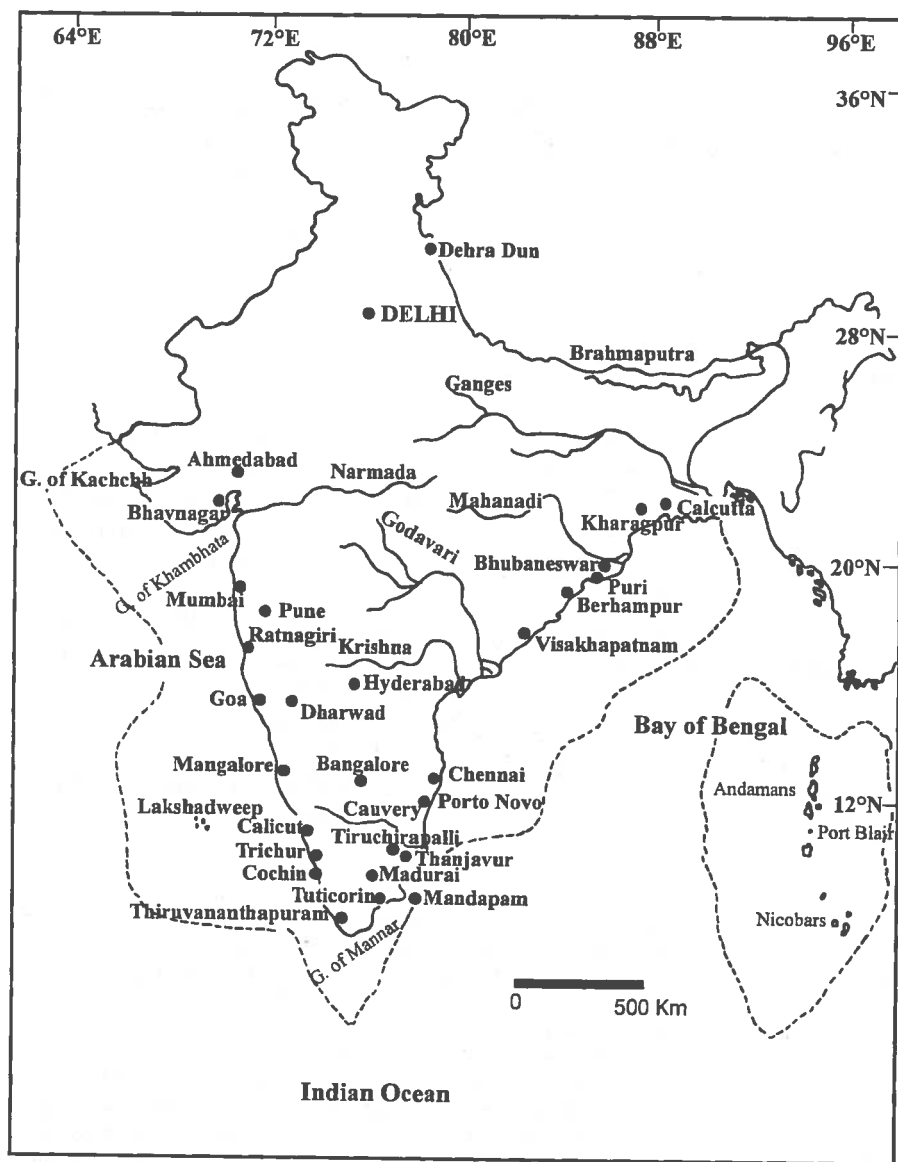 64°E 72°E 80°E 88°E 96°E
36°N
Dehra Dun
DELHI
28°N
Brahmaputra
Ganges
Ahmedabad
Narmada
G. of Kachchh
Mahanadi
Bhavnagar
Calcutta
Kharagpur
Godavari
G. of Khambhata
Bhubaneswar
20°N
Puri
Mumbai
Berhampur
Pune
Ratnagiri
Visakhapatnam
Krishna
Arabian Sea
Hyderabad
Goa
Dharwad
Bay of Bengal
Mangalore
Bangalore
Chennai
Andamans
Lakshadweep
Cauvery
Porto Novo
12°N
Calicut
Tiruchirapalli
Port Blair
Trichur
Thanjavur
Cochin
Madurai
Tuticorin
Mandapam
Thiruvananthapuram
Nicobars
G. of Mannar
0 500 Km
Indian Ocean